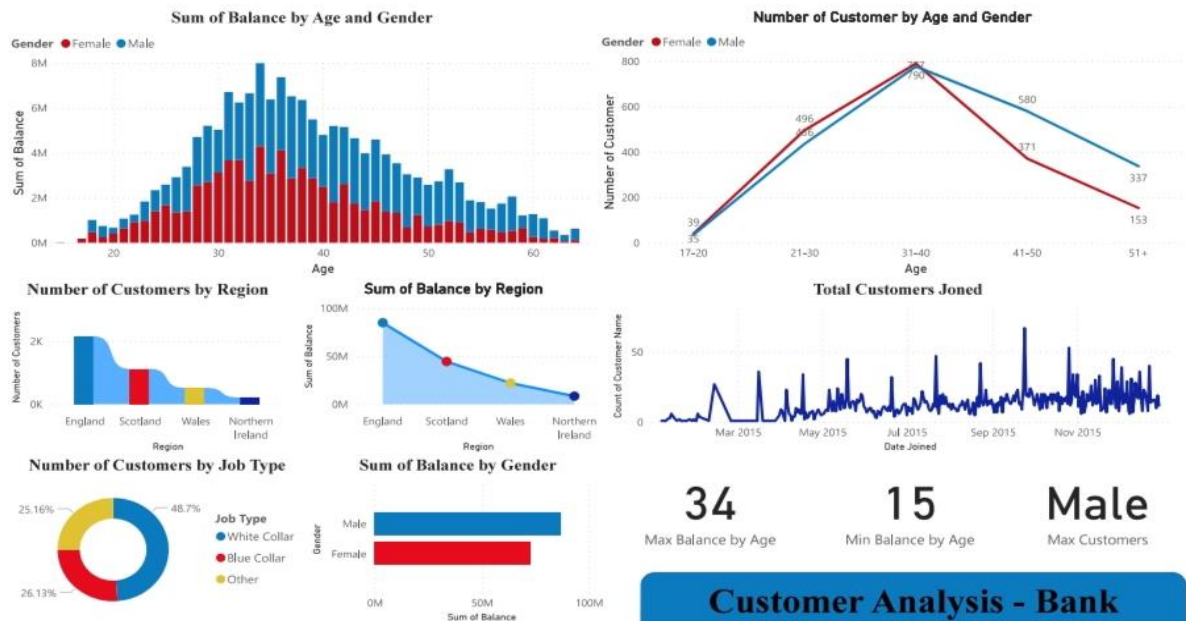 Sum of Balance by Age and Gender
Gender Female Male
8M
6M
4M
2M
0M
Sum of Balance
20 30 40 50 60
Age
Number of Customer by Age and Gender
Gender Female Male
800
600
400
200
0
Number of Customer
39
35
496
790
580
371
337
153
17-20 21-30 31-40 41-50 51+
Age
Number of Customers by Region
2K
0K
Number of Customers
England Scotland Wales Northern
Ireland
Region
Sum of Balance by Region
100M
50M
0M
Sum of Balance
England Scotland Wales Northern
Ireland
Region
Total Customers Joned
50
0
Count of Customer Name
Mar 2015 May 2015 Jul 2015 Sep 2015 Nov 2015
Date Joined
Number of Customers by Job Type
25.16%
48.7%
26.13%
Job Type
White Collar
Blue Collar
Other
Sum of Balance by Gender
Gender
Male
Female
0M 50M 100M
Sum of Balance
34
Max Balance by Age
15
Min Balance by Age
Male
Max Customers
Customer Analysis - Bank